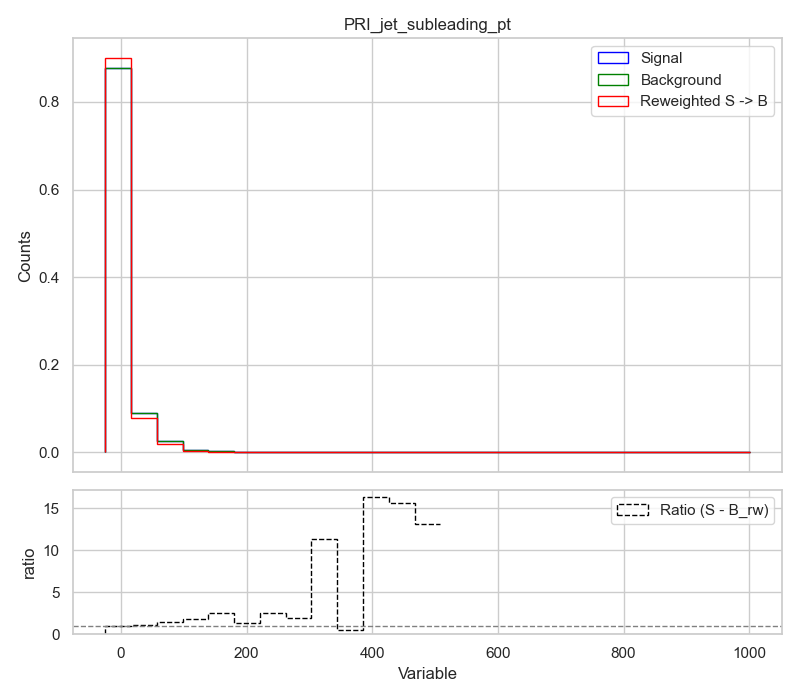 PRI_jet_subleading_pt
Signal
Background
Reweighted S -> B
0.8
0.6
0.4
0.2
0.0
Counts
Ratio (S - B_rw)
15
10
5
0
ratio
0
200
400
600
800
1000
Variable